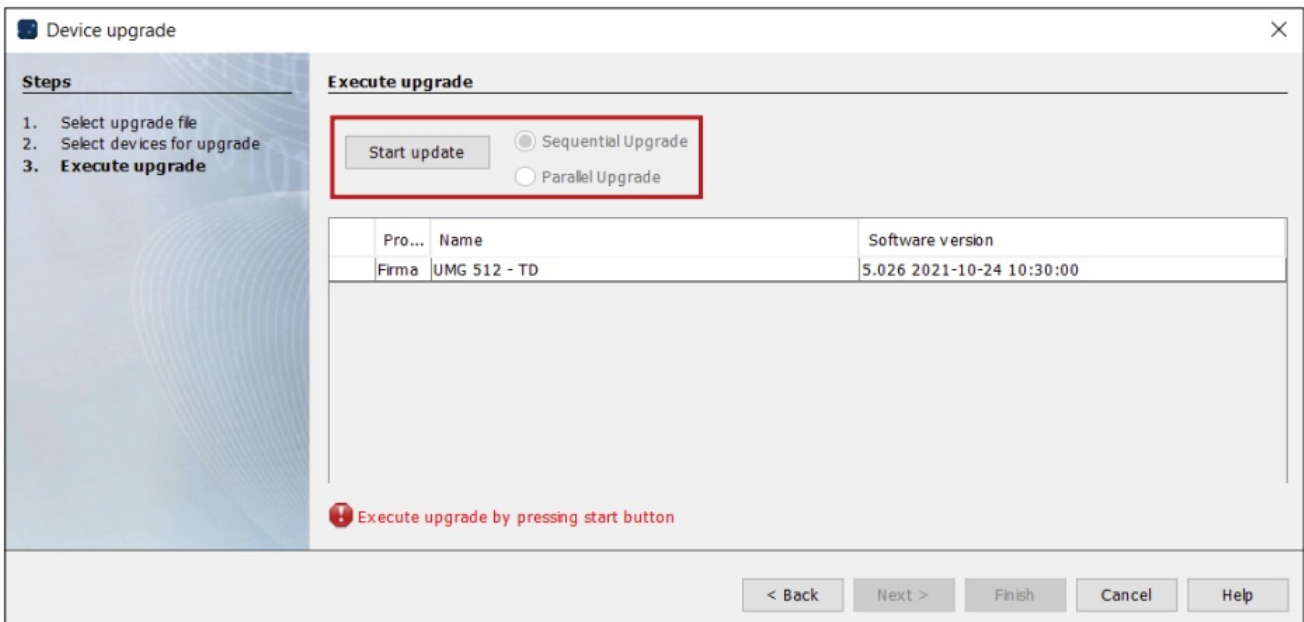 Device upgrade
Steps
1. Select upgrade file
2. Select devices for upgrade
3. Execute upgrade
Execute upgrade
Start update
Sequential Upgrade
Parallel Upgrade
Pro... Name Software version
Firma UMG 512 - TD 5.026 2021-10-24 10:30:00
Execute upgrade by pressing start button
< Back Next > Finish Cancel Help